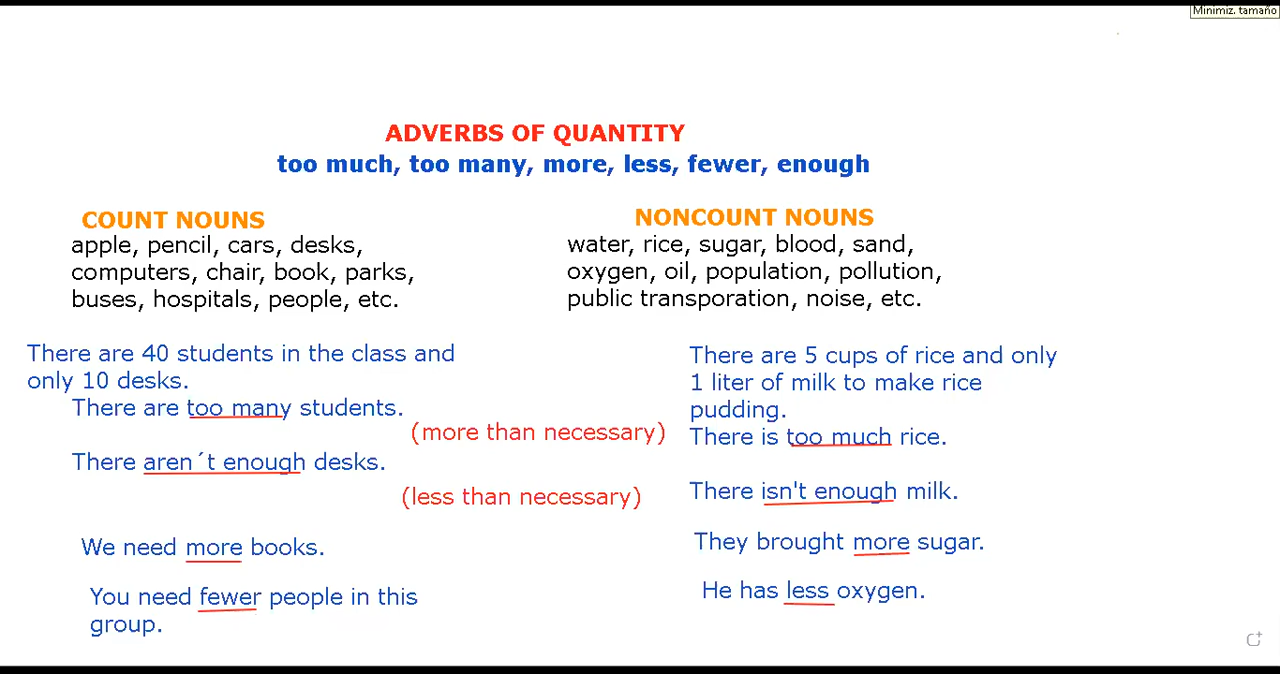 Minimiz. tamaño
ADVERBS OF QUANTITY
too much, too many, more, less, fewer, enough
COUNT NOUNS
apple, pencil, cars, desks,
computers, chair, book, parks,
buses, hospitals, people, etc.
NONCOUNT NOUNS
water, rice, sugar, blood, sand,
oxygen, oil, population, pollution,
public transporation, noise, etc.
There are 40 students in the class and
only 10 desks.
There are too many students.
(more than necessary)
There aren´t enough desks.
(less than necessary)
We need more books.
You need fewer people in this
group.
There are 5 cups of rice and only
1 liter of milk to make rice
pudding.
There is too much rice.
There isn't enough milk.
They brought more sugar.
He has less oxygen.